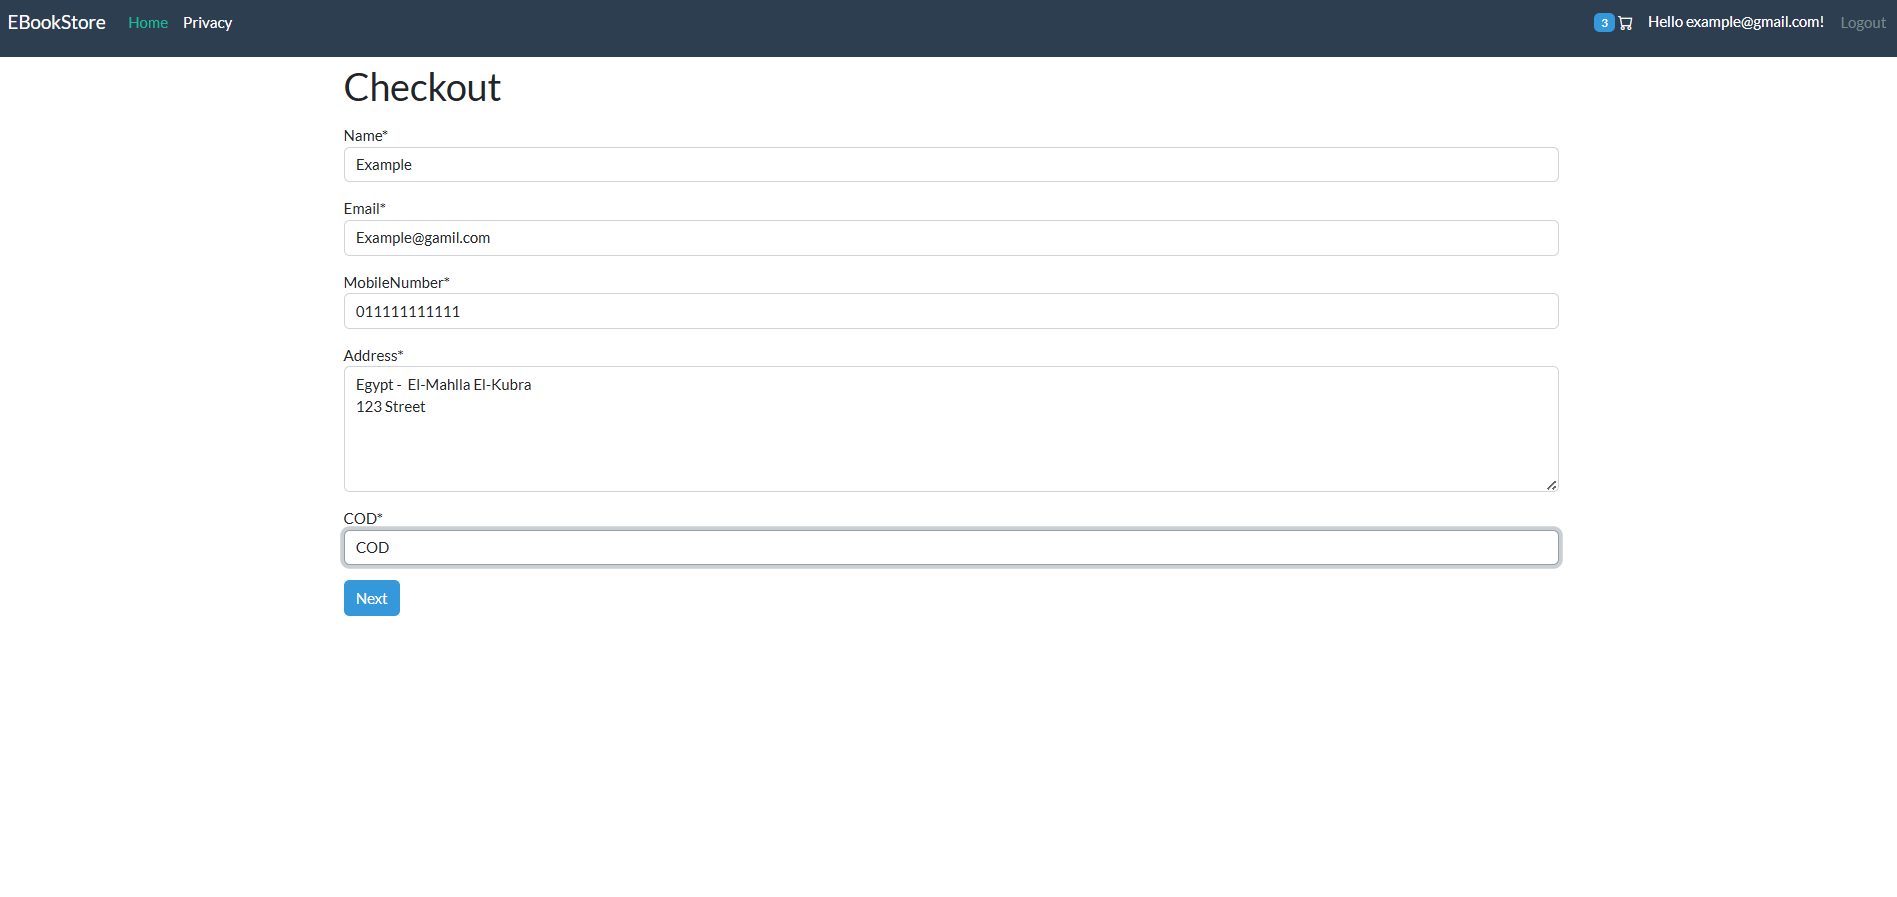 EBookStore Home Privacy 3 Hello example@gmail.com! Logout
Checkout
Name*
Example
Email*
Example@gamil.com
MobileNumber*
011111111111
Address*
Egypt -  El-Mahlla El-Kubra
123 Street
COD*
COD
Next